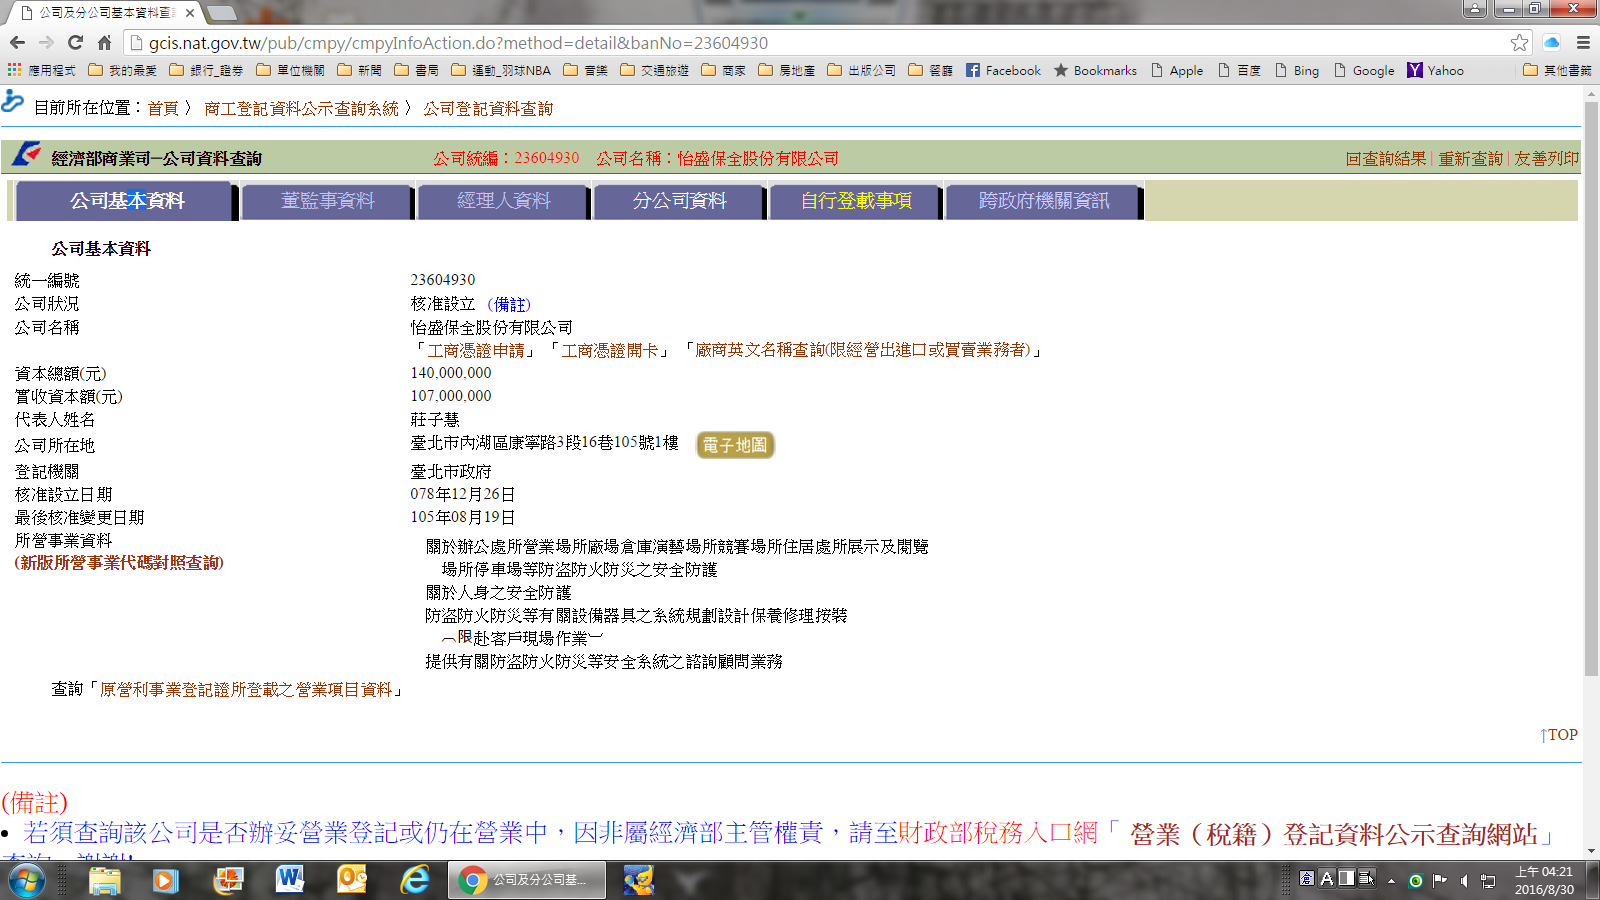 公司及分公司基本資料查
gcis.nat.gov.tw/pub/cmpy/cmpyInfoAction.do?method=detail&banNo=23604930
應用程式 我的最愛 銀行_證券 單位機關 新聞 書局 運動_羽球NBA 音樂 交通旅遊 商家 房地產 出版公司 餐廳 Facebook Bookmarks Apple 百度 Bing Google Yahoo 其他書籤
目前所在位置：首頁 〉 商工登記資料公示查詢系統 〉 公司登記資料查詢
經濟部商業司─公司資料查詢 公司統編：23604930 公司名稱：怡盛保全股份有限公司 回查詢結果 | 重新查詢 | 友善列印
公司基本資料 董監事資料 經理人資料 分公司資料 自行登載事項 跨政府機關資訊
公司基本資料
統一編號 23604930
公司狀況 核准設立 (備註)
公司名稱 怡盛保全股份有限公司
「工商憑證申請」 「工商憑證開卡」 「廠商英文名稱查詢(限經營出進口或買賣業務者)」
資本總額(元) 140,000,000
實收資本額(元) 107,000,000
代表人姓名 莊子慧
公司所在地 臺北市內湖區康寧路3段16巷105號1樓 電子地圖
登記機關 臺北市政府
核准設立日期 078年12月26日
最後核准變更日期 105年08月19日
所營事業資料
(新版所營事業代碼對照查詢)
關於辦公處所營業場所廠場倉庫演藝場所競賽場所住居處所展示及閱覽
場所停車場等防盜防火防災之安全防護
關於人身之安全防護
防盜防火防災等有關設備器具之系統規劃設計保養修理按裝
︵限赴客戶現場作業︶
提供有關防盜防火防災等安全系統之諮詢顧問業務
查詢「原營利事業登記證所登載之營業項目資料」
↑TOP
(備註)
• 若須查詢該公司是否辦妥營業登記或仍在營業中，因非屬經濟部主管權責，請至財政部稅務入口網「 營業（稅籍）登記資料公示查詢網站」
查詢，謝謝!
公司及分公司基...
上午 04:21
2016/8/30